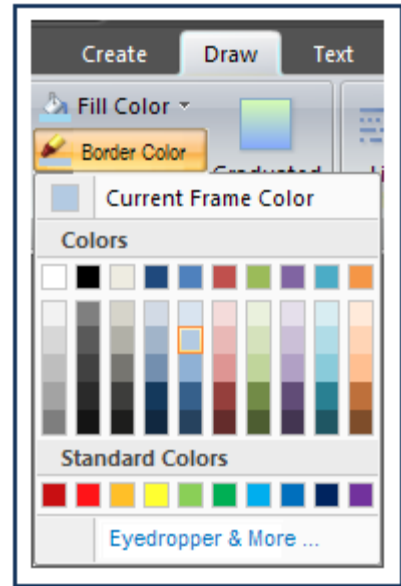 Create Draw Text
Fill Color
Border Color
Current Frame Color
Colors
Standard Colors
Eyedropper & More ...